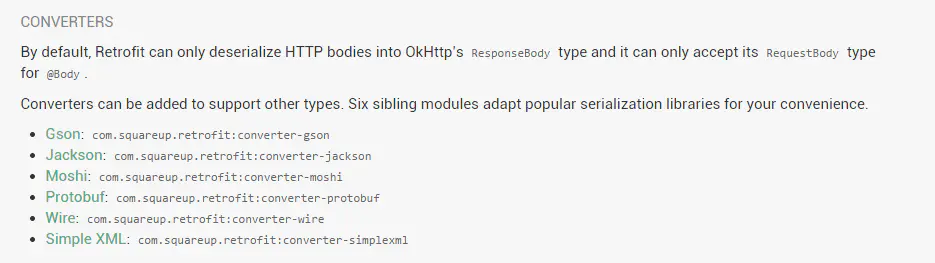 CONVERTERS
By default, Retrofit can only deserialize HTTP bodies into OkHttp's ResponseBody type and it can only accept its RequestBody type
for @Body.
Converters can be added to support other types. Six sibling modules adapt popular serialization libraries for your convenience.
• Gson: com.squareup.retrofit:converter-gson
• Jackson: com.squareup.retrofit:converter-jackson
• Moshi: com.squareup.retrofit:converter-moshi
• Protobuf: com.squareup.retrofit:converter-protobuf
• Wire: com.squareup.retrofit:converter-wire
• Simple XML: com.squareup.retrofit:converter-simplexml